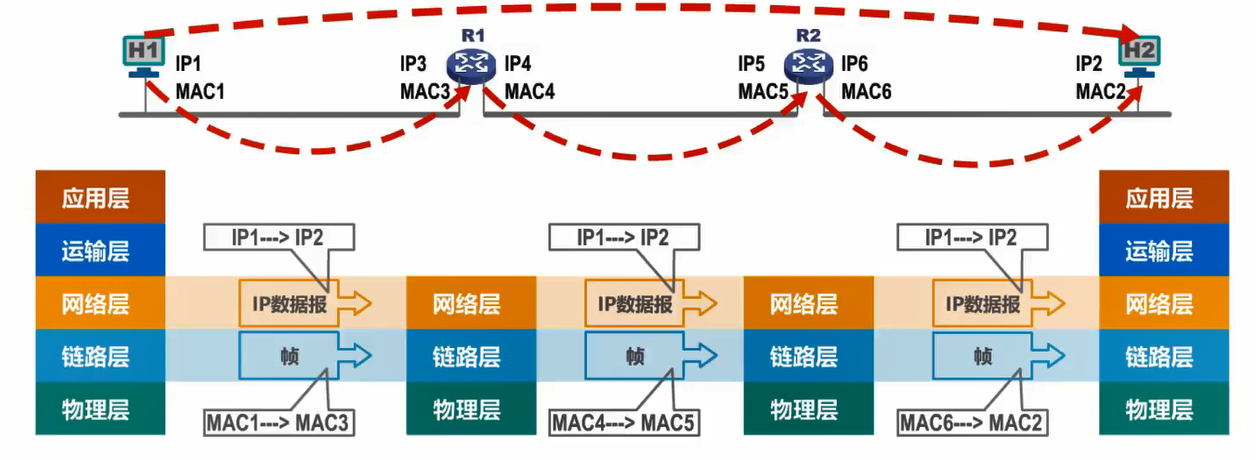 H1
R1
R2
H2
IP1
IP3
IP4
IP5
IP6
IP2
MAC1
MAC3
MAC4
MAC5
MAC6
MAC2
应用层
应用层
运输层
IP1---> IP2
IP1---> IP2
IP1---> IP2
运输层
网络层
IP数据报
网络层
IP数据报
网络层
IP数据报
网络层
链路层
帧
链路层
帧
链路层
帧
链路层
物理层
MAC1---> MAC3
物理层
MAC4---> MAC5
物理层
MAC6---> MAC2
物理层